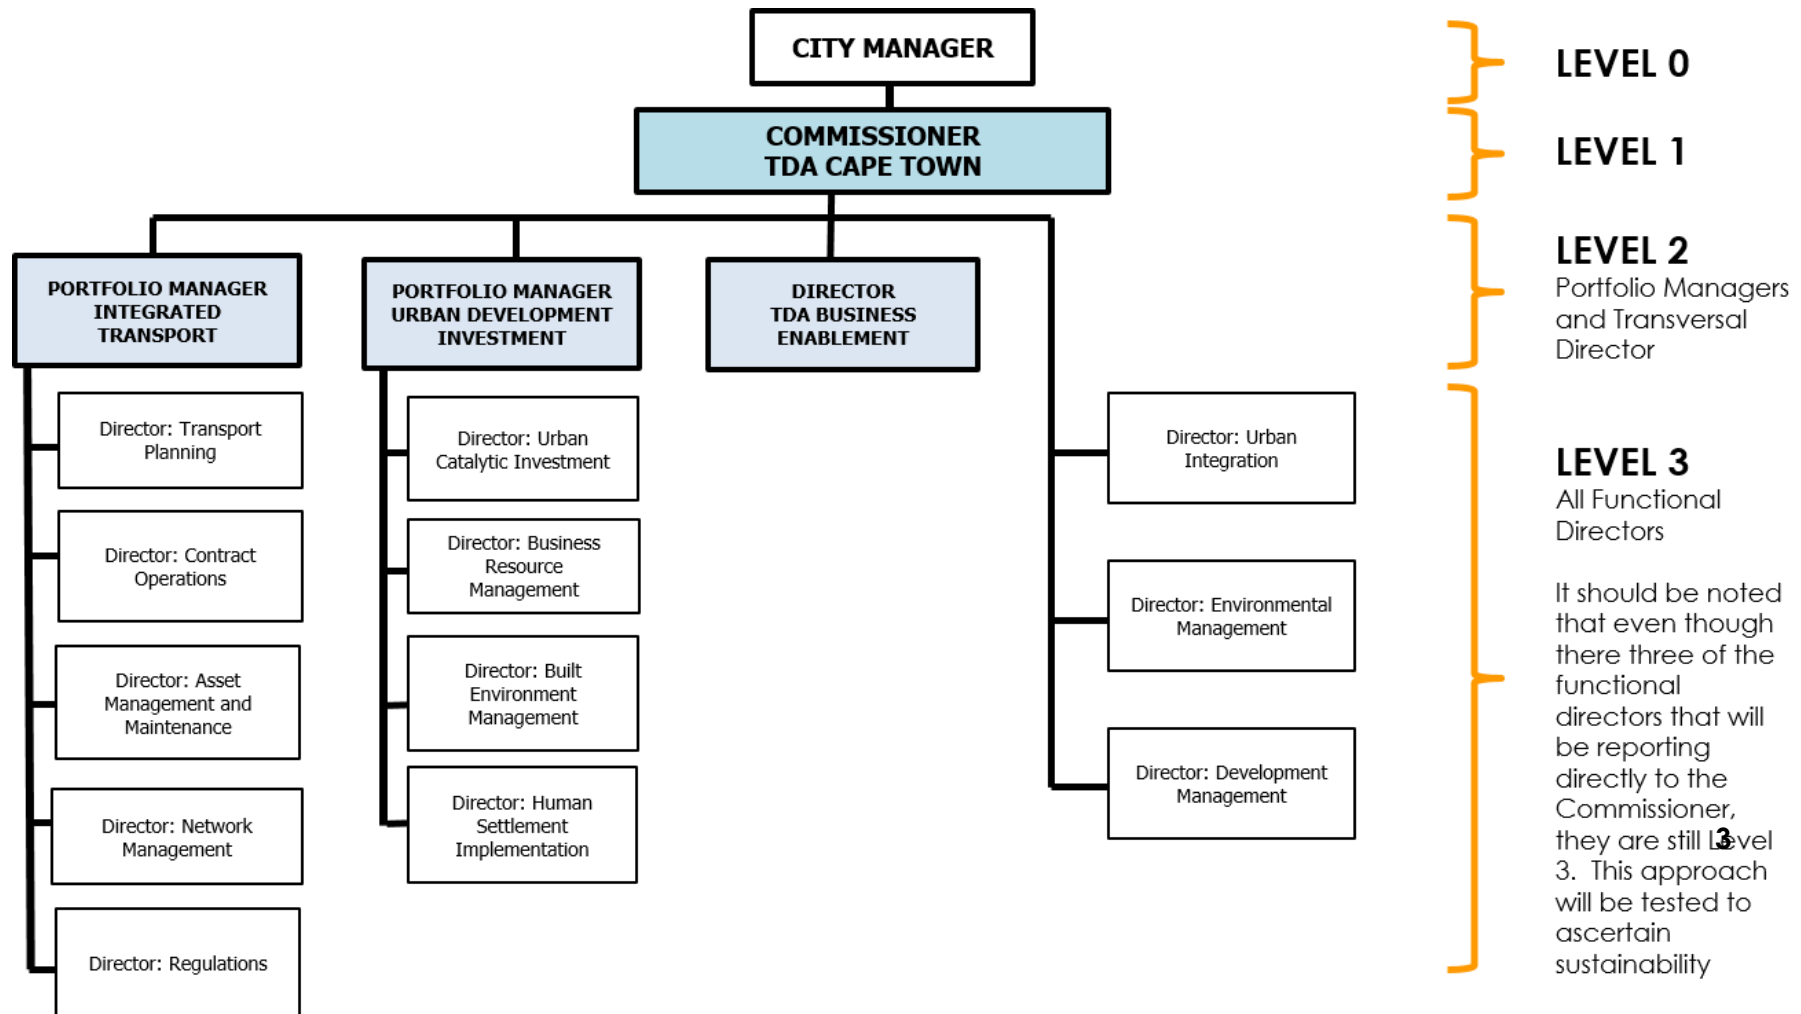 CITY MANAGER
COMMISSIONER
TDA CAPE TOWN
PORTFOLIO MANAGER
INTEGRATED
TRANSPORT
PORTFOLIO MANAGER
URBAN DEVELOPMENT
INVESTMENT
DIRECTOR
TDA BUSINESS
ENABLEMENT
Director: Transport
Planning
Director: Contract
Operations
Director: Asset
Management and
Maintenance
Director: Network
Management
Director: Regulations
Director: Urban
Catalytic Investment
Director: Business
Resource
Management
Director: Built
Environment
Management
Director: Human
Settlement
Implementation
Director: Urban
Integration
Director: Environmental
Management
Director: Development
Management
LEVEL 0
LEVEL 1
LEVEL 2
Portfolio Managers
and Transversal
Director
LEVEL 3
All Functional
Directors
It should be noted
that even though
there three of the
functional
directors that will
be reporting
directly to the
Commissioner,
they are still Level
3. This approach
will be tested to
ascertain
sustainability
3